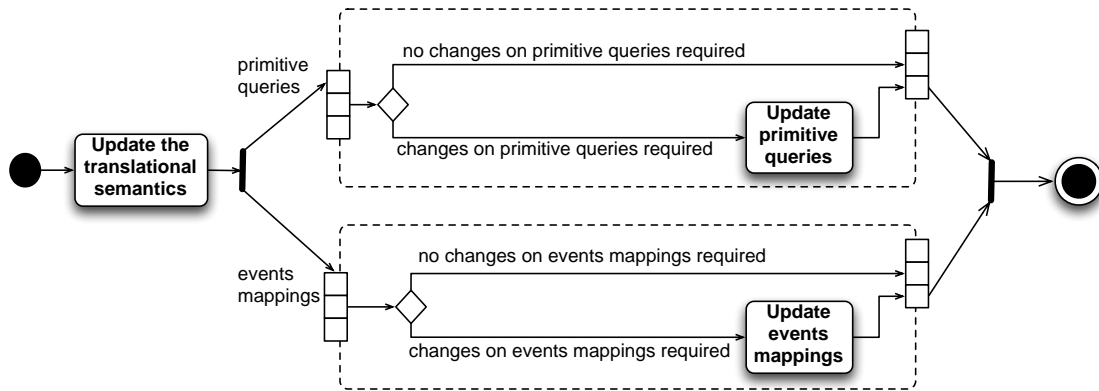 Update the
translational
semantics
primitive
queries
no changes on primitive queries required
changes on primitive queries required
Update
primitive
queries
events
mappings
no changes on events mappings required
changes on events mappings required
Update
events
mappings